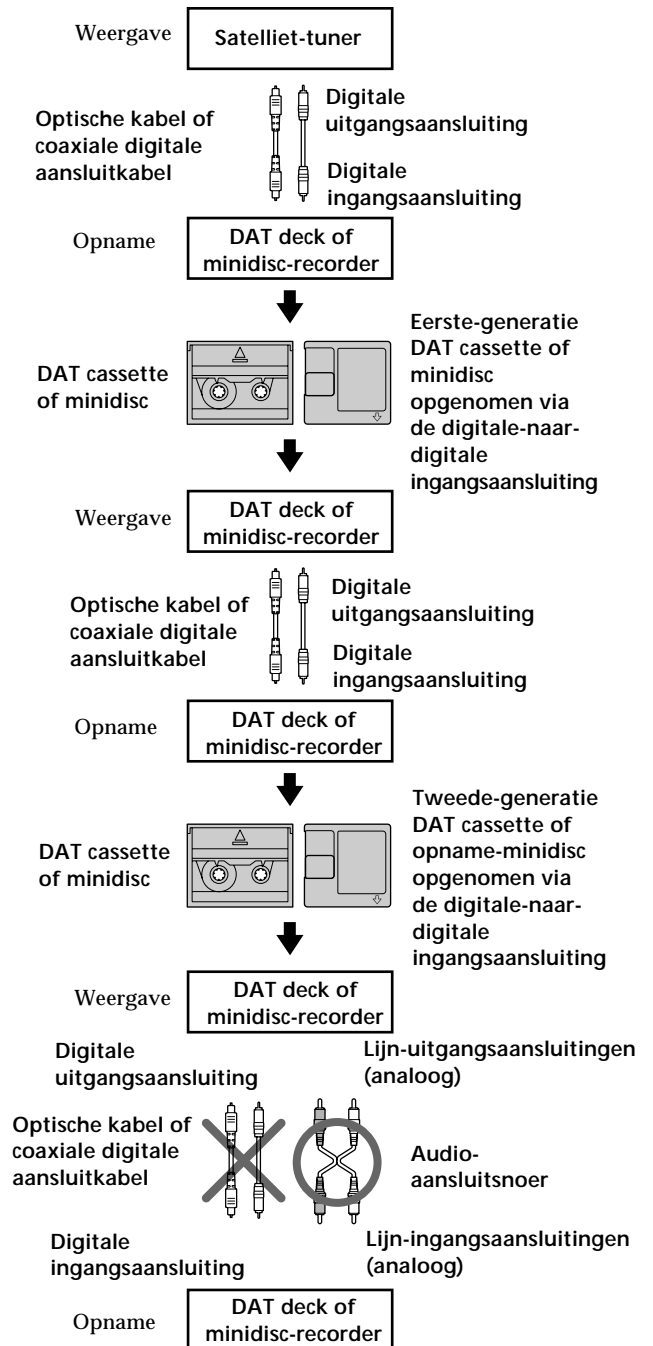 Weergave
Satelliet-tuner
Optische kabel of
coaxiale digitale
aansluitkabel
Digitale
uitgangsaansluiting
Digitale
ingangsaansluiting
Opname
DAT deck of
minidisc-recorder
DAT cassette
of minidisc
Eerste-generatie
DAT cassette of
minidisc
opgenomen via
de digitale-naar-
digitale
ingangsaansluiting
Weergave
DAT deck of
minidisc-recorder
Optische kabel of
coaxiale digitale
aansluitkabel
Digitale
uitgangsaansluiting
Digitale
ingangsaansluiting
Opname
DAT deck of
minidisc-recorder
DAT cassette
of minidisc
Tweede-generatie
DAT cassette of
opname-minidisc
opgenomen via
de digitale-naar-
digitale
ingangsaansluiting
Weergave
DAT deck of
minidisc-recorder
Digitale
uitgangsaansluiting
Lijn-uitgangsaansluitingen
(analoog)
Optische kabel of
coaxiale digitale
aansluitkabel
Audio-
aansluitsnoer
Digitale
ingangsaansluiting
Lijn-ingangsaansluitingen
(analoog)
Opname
DAT deck of
minidisc-recorder